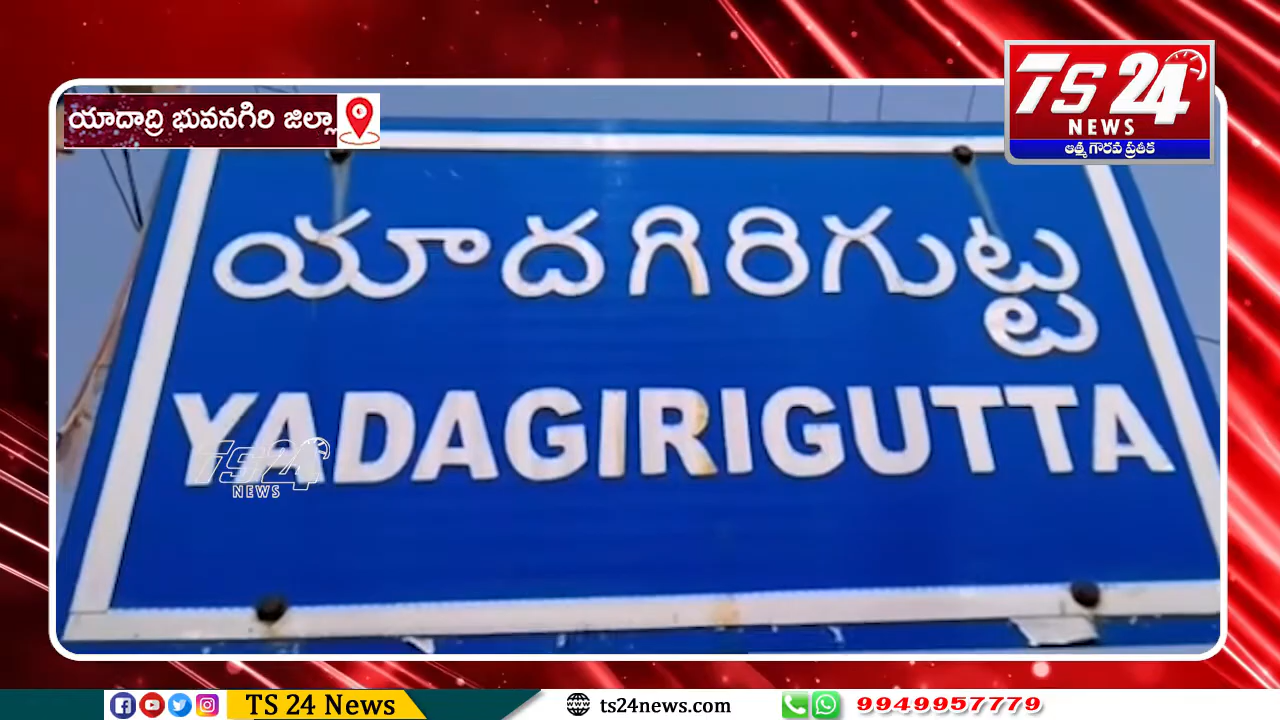 యాదాద్రి భువనగిరి జిల్లా
TS 24
NEWS
ఆత్మ గౌరవ ప్రతీక
యాదగిరిగుట్ట
YADAGIRIGUTTA
TS 24
NEWS
TS 24 News
ts24news.com
9949957779